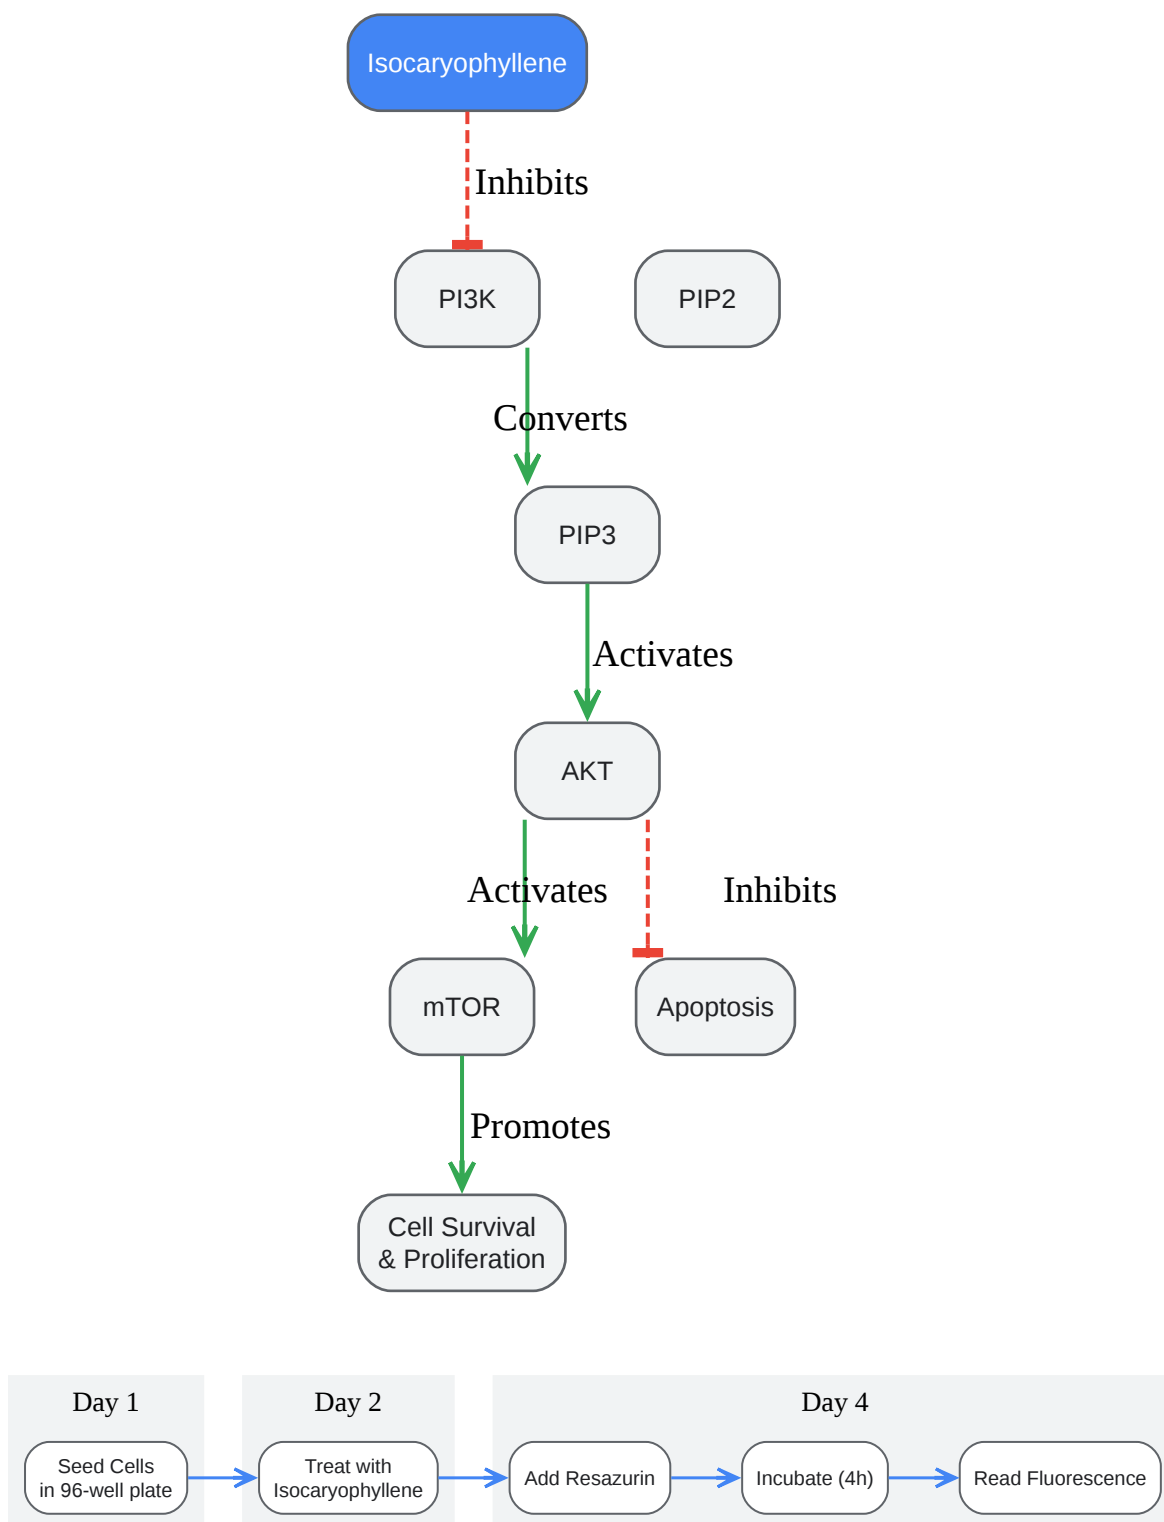 Isocaryophyllene
Inhibits
PI3K
PIP2
Converts
PIP3
Activates
AKT
Activates
Inhibits
mTOR
Apoptosis
Promotes
Cell Survival
& Proliferation
Day 1
Day 2
Day 4
Seed Cells
in 96-well plate
Treat with
Isocaryophyllene
Add Resazurin
Incubate (4h)
Read Fluorescence